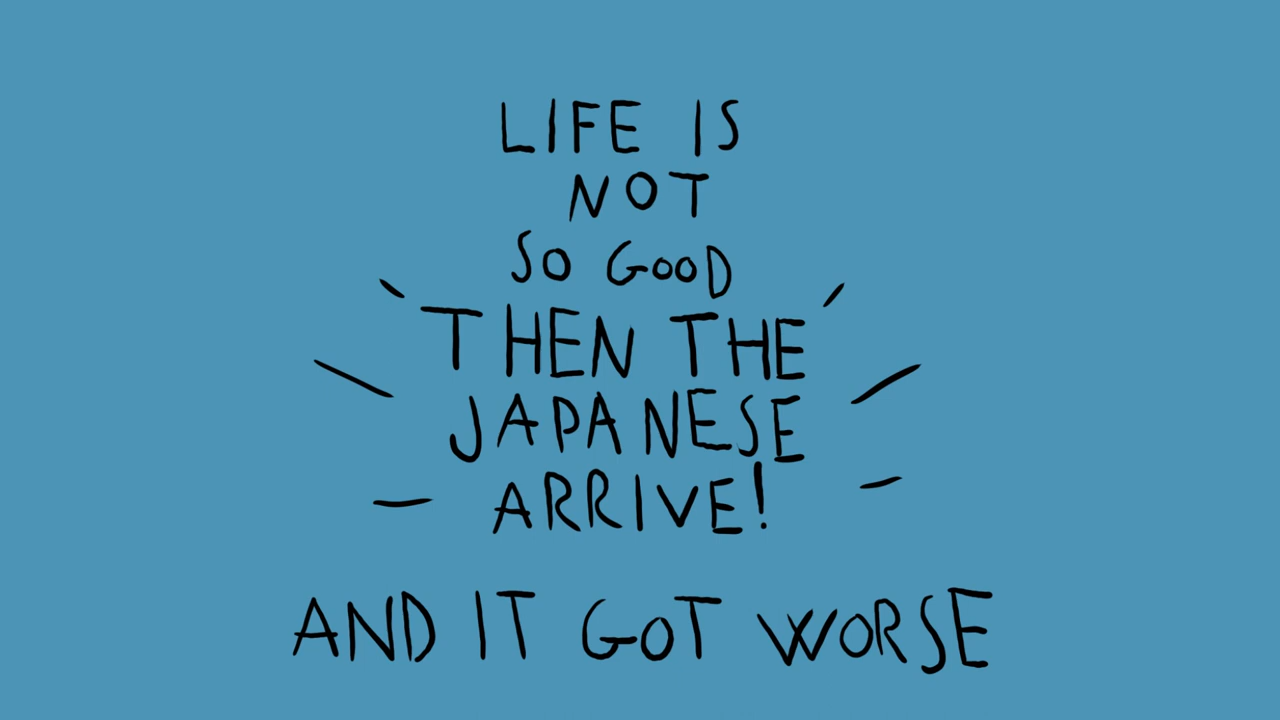 LIFE IS
NOT
SO GOOD
THEN THE
JAPANESE
ARRIVE!
AND IT GOT WORSE